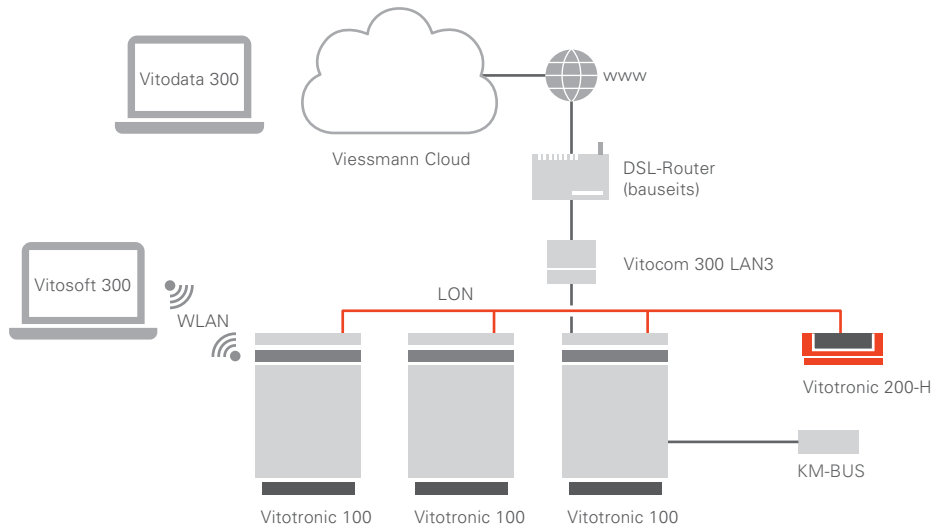 Vitodata 300
www
Viessmann Cloud
DSL-Router
(bauseits)
Vitosoft 300
Vitocom 300 LAN3
LON
WLAN
Vitotronic 200-H
KM-BUS
Vitotronic 100
Vitotronic 100
Vitotronic 100